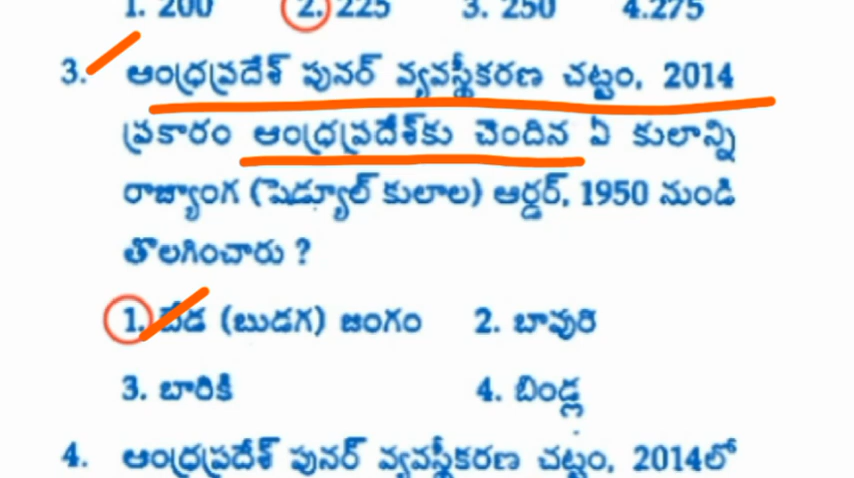 1. 200 2. 225 3. 250 4.275
3. ఆంధ్రప్రదేశ్ పునర్ వ్యవస్థీకరణ చట్టం, 2014
ప్రకారం ఆంధ్రప్రదేశ్‌కు చెందిన ఏ కులాన్ని
రాజ్యాంగ (షెడ్యూల్ కులాల) ఆర్డర్, 1950 నుండి
తొలగించారు ?
1. బేడ (బుడగ) జంగం 2. బావురి
3. బారికి 4. బిండ్ల
4. ఆంధ్రప్రదేశ్ పునర్ వ్యవస్థీకరణ చట్టం, 2014లో